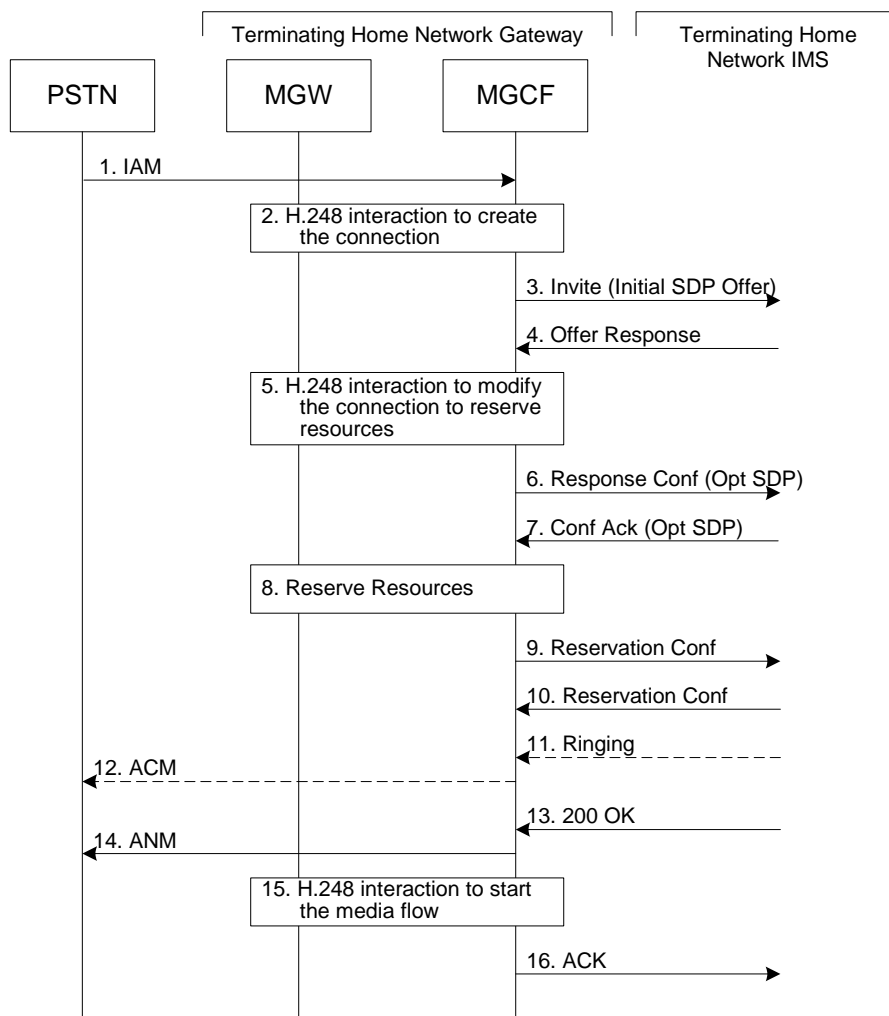 Terminating Home Network Gateway
Terminating Home
Network IMS
PSTN
MGW
MGCF
1. IAM
2. H.248 interaction to create
the connection
3. Invite (Initial SDP Offer)
4. Offer Response
5. H.248 interaction to modify
the connection to reserve
resources
6. Response Conf (Opt SDP)
7. Conf Ack (Opt SDP)
8. Reserve Resources
9. Reservation Conf
10. Reservation Conf
11. Ringing
12. ACM
13. 200 OK
14. ANM
15. H.248 interaction to start
the media flow
16. ACK